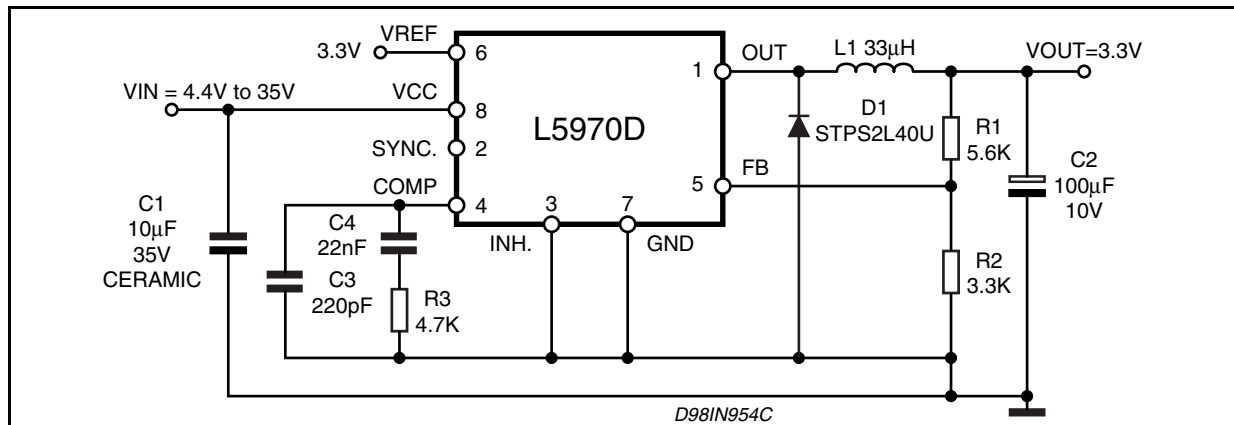 VREF
3.3V
6
OUT
L1 33μH
VOUT=3.3V
1
VIN = 4.4V to 35V
VCC
8
L5970D
D1
STPS2L40U
R1
5.6K
SYNC.
2
C2
100μF
10V
FB
5
COMP
4
3
7
C1
10μF
35V
CERAMIC
C4
22nF
INH.
GND
C3
220pF
R3
4.7K
R2
3.3K
D98IN954C